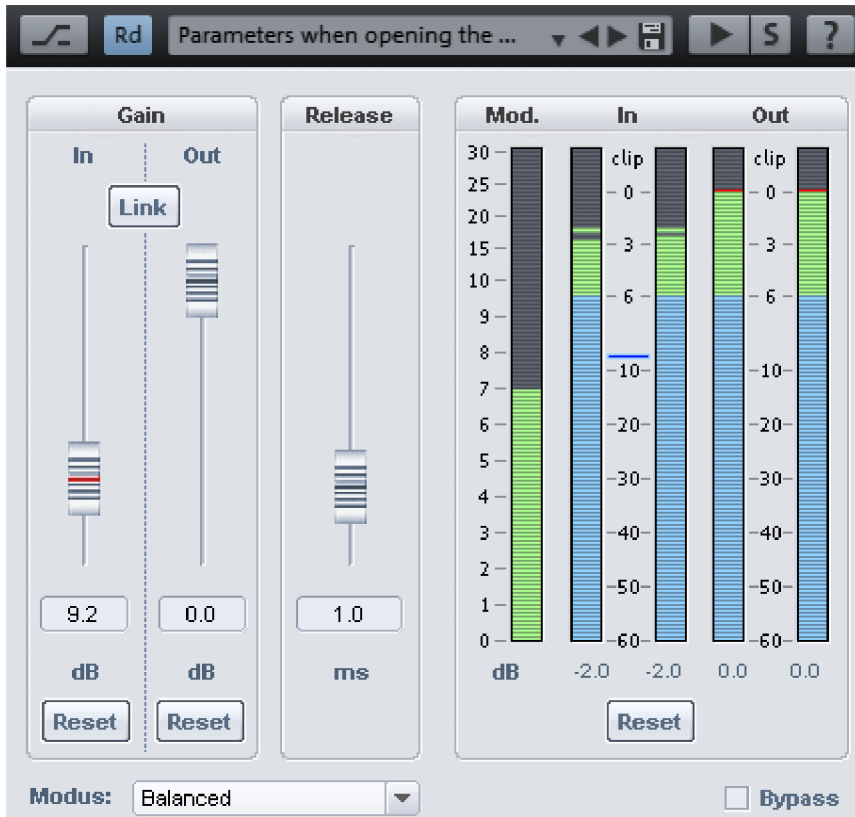 Rd Parameters when opening the ... S ?
Gain
In Out
Link
9.2 0.0
dB dB
Reset Reset
Release
1.0
ms
Mod. In Out
30 clip clip
25 0 0
20
15 3 3
10
9 6 6
8
7 -10- -10-
6 -20- -20-
5 -30- -30-
4
3 -40- -40-
2 -50- -50-
1
0 -60- -60-
dB -2.0 -2.0 0.0 0.0
Reset
Modus: Balanced Bypass